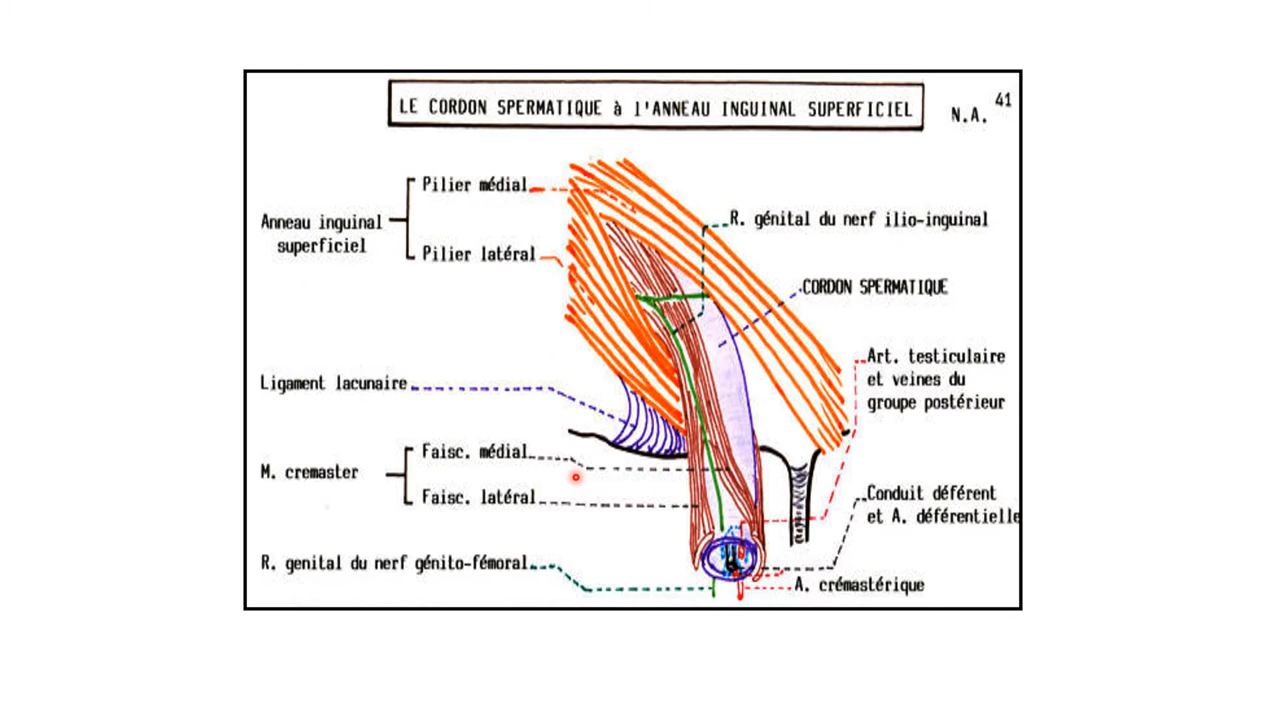 LE CORDON SPERMATIQUE à l'ANNEAU INGUINAL SUPERFICIEL
N.A. 41
Pilier médial
Anneau inguinal
superficiel
Pilier latéral
R. génital du nerf ilio-inguinal
CORDON SPERMATIQUE
Art. testiculaire
et veines du
groupe postérieur
Ligament lacunaire
Faisc. médial
M. cremaster
Faisc. latéral
Conduit déférent
et A. déférentielle
R. genital du nerf génito-fémoral
A. crémastérique